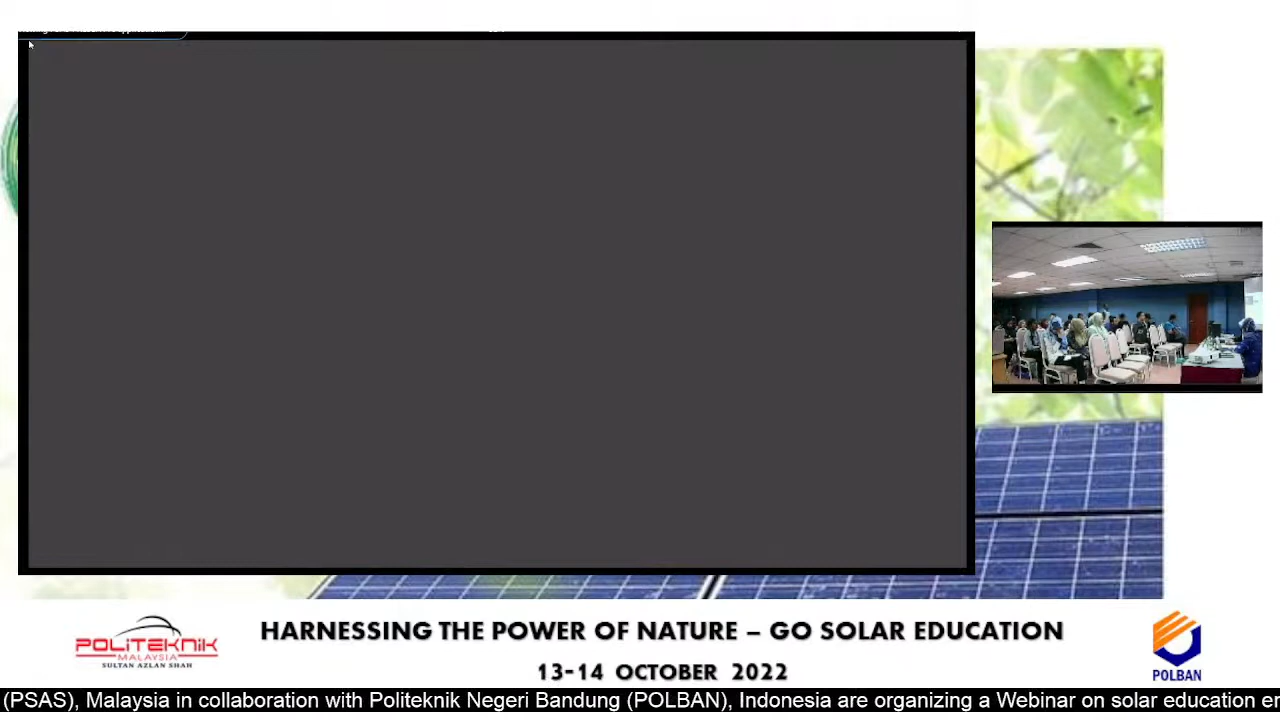 HARNESSING THE POWER OF NATURE – GO SOLAR EDUCATION
13-14 OCTOBER 2022
POLITEKNIK
MALAYSIA
SULTAN AZLAN SHAH
POLBAN
(PSAS), Malaysia in collaboration with Politeknik Negeri Bandung (POLBAN), Indonesia are organizing a Webinar on solar education